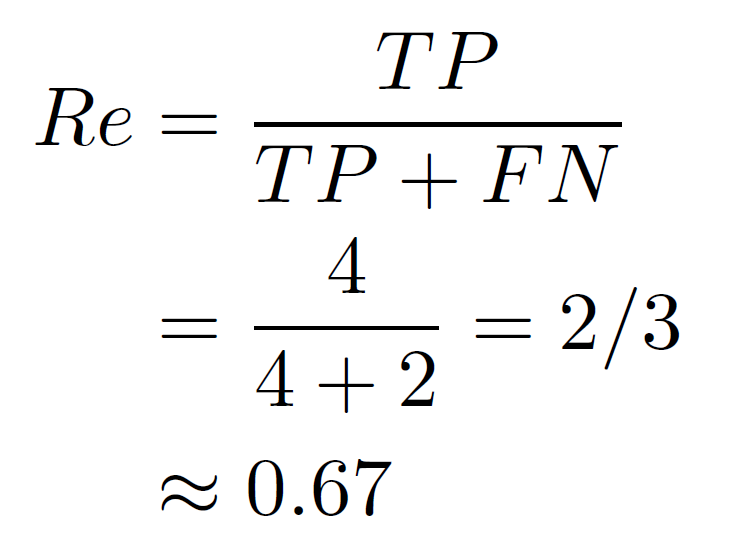 Re = TP / TP + FN
= 4 / 4 + 2 = 2/3
≈ 0.67